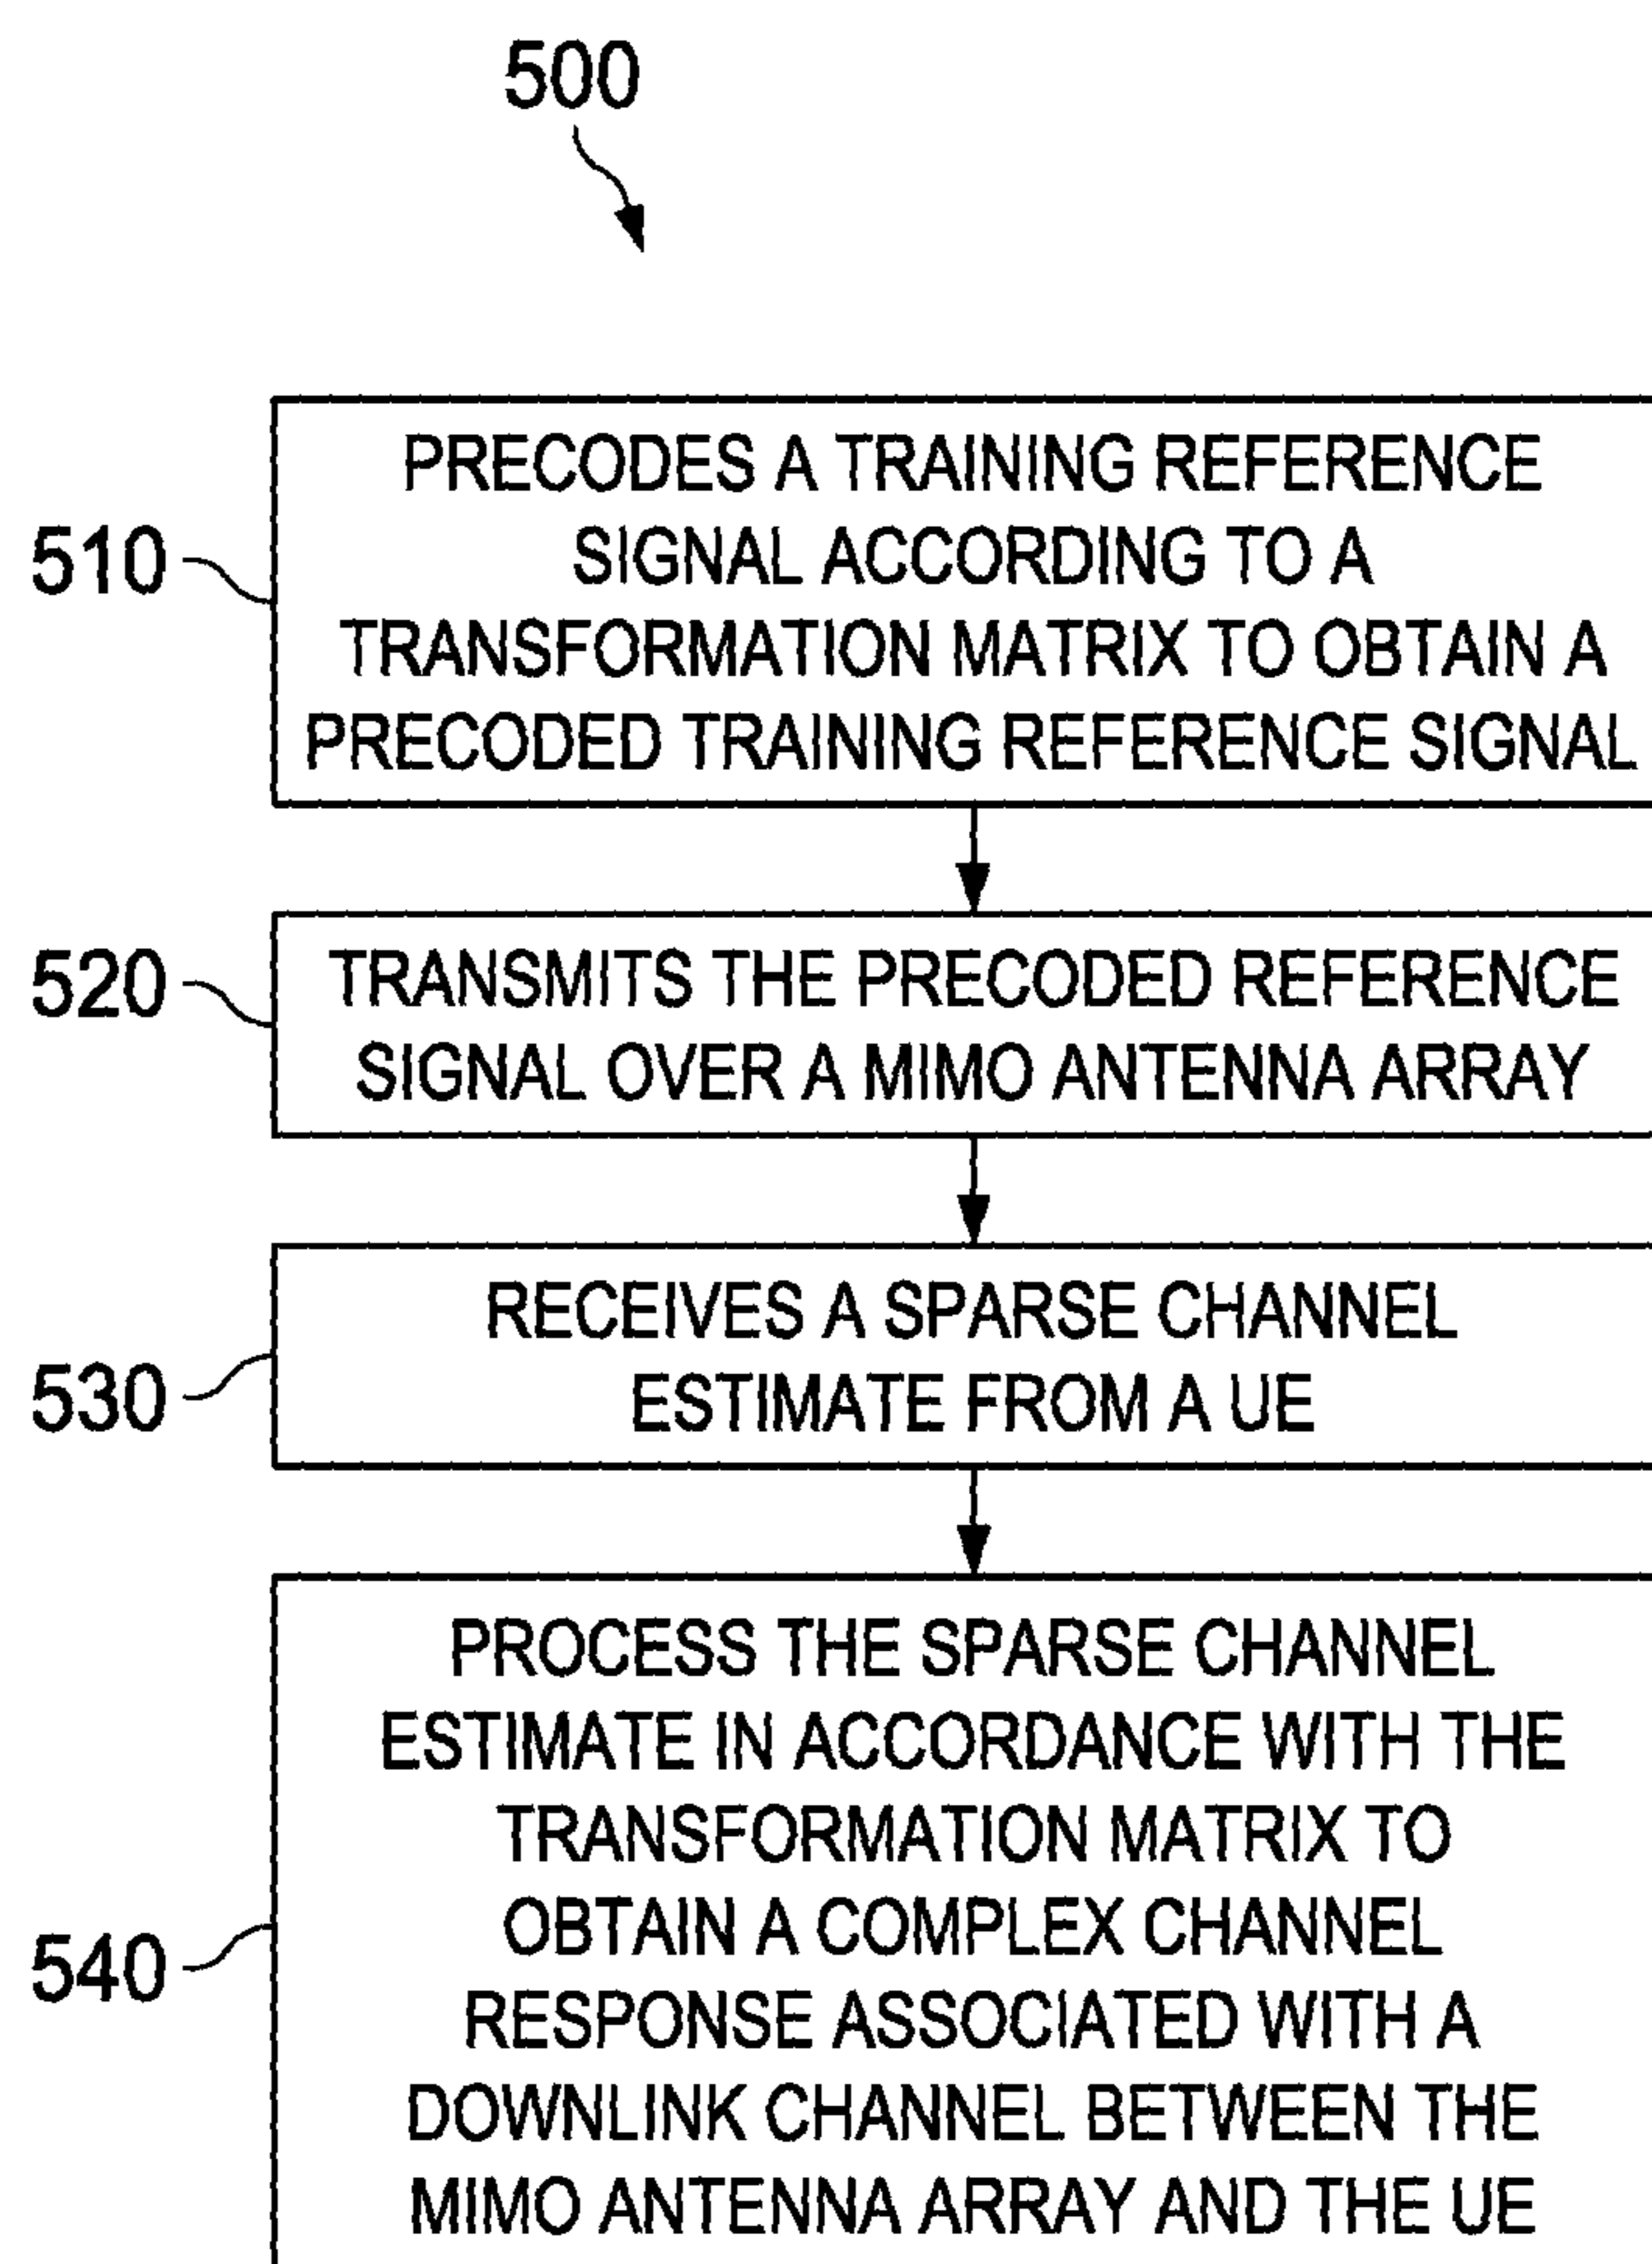 500
510
PRECODES A TRAINING REFERENCE
SIGNAL ACCORDING TO A
TRANSFORMATION MATRIX TO OBTAIN A
PRECODED TRAINING REFERENCE SIGNAL
520
TRANSMITS THE PRECODED REFERENCE
SIGNAL OVER A MIMO ANTENNA ARRAY
530
RECEIVES A SPARSE CHANNEL
ESTIMATE FROM A UE
540
PROCESS THE SPARSE CHANNEL
ESTIMATE IN ACCORDANCE WITH THE
TRANSFORMATION MATRIX TO
OBTAIN A COMPLEX CHANNEL
RESPONSE ASSOCIATED WITH A
DOWNLINK CHANNEL BETWEEN THE
MIMO ANTENNA ARRAY AND THE UE